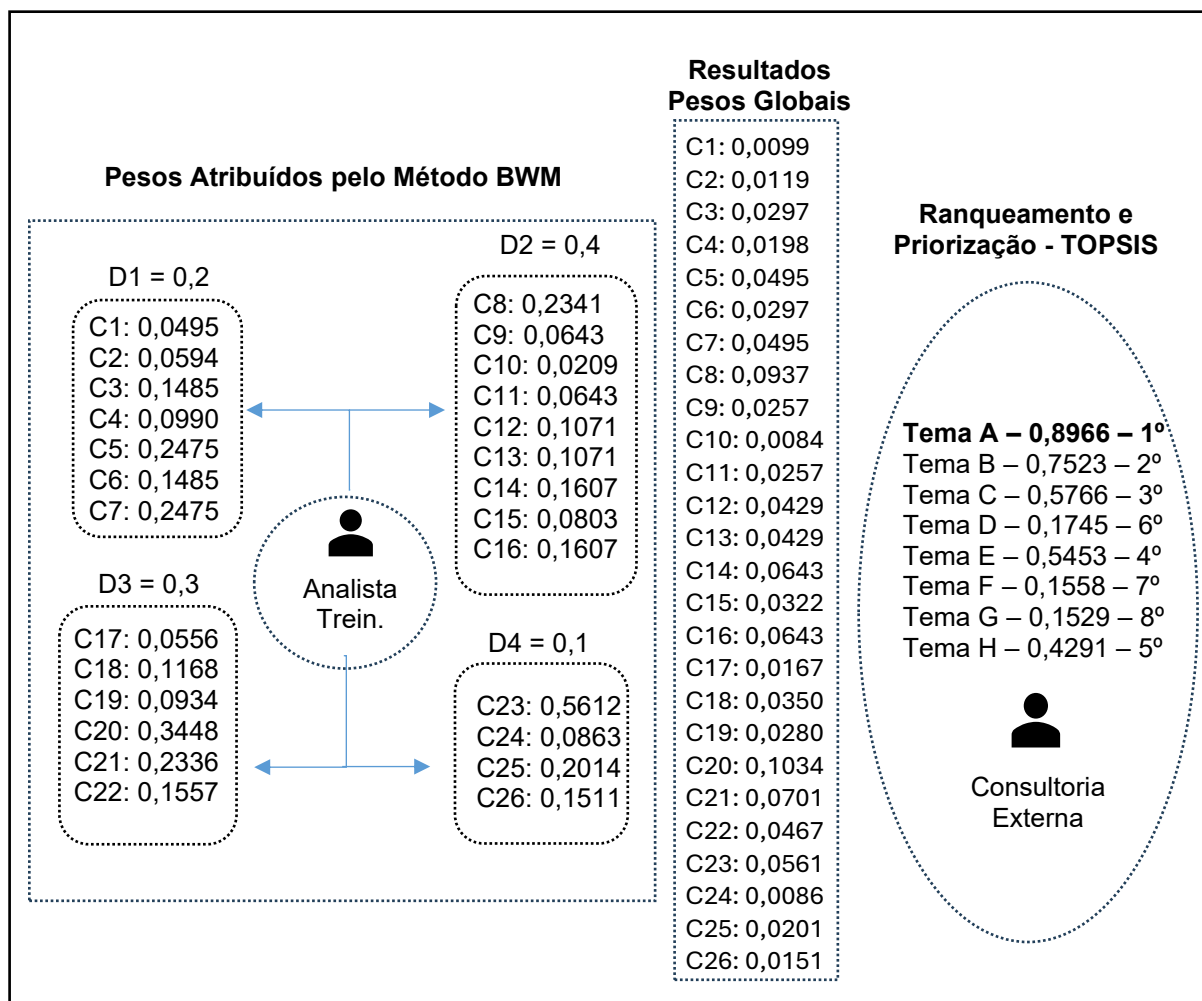 Pesos Atribuídos pelo Método BWM
D1 = 0,2
C1: 0,0495
C2: 0,0594
C3: 0,1485
C4: 0,0990
C5: 0,2475
C6: 0,1485
C7: 0,2475
D2 = 0,4
C8: 0,2341
C9: 0,0643
C10: 0,0209
C11: 0,0643
C12: 0,1071
C13: 0,1071
C14: 0,1607
C15: 0,0803
C16: 0,1607
Analista
Trein.
D3 = 0,3
C17: 0,0556
C18: 0,1168
C19: 0,0934
C20: 0,3448
C21: 0,2336
C22: 0,1557
D4 = 0,1
C23: 0,5612
C24: 0,0863
C25: 0,2014
C26: 0,1511
Resultados
Pesos Globais
C1: 0,0099
C2: 0,0119
C3: 0,0297
C4: 0,0198
C5: 0,0495
C6: 0,0297
C7: 0,0495
C8: 0,0937
C9: 0,0257
C10: 0,0084
C11: 0,0257
C12: 0,0429
C13: 0,0429
C14: 0,0643
C15: 0,0322
C16: 0,0643
C17: 0,0167
C18: 0,0350
C19: 0,0280
C20: 0,1034
C21: 0,0701
C22: 0,0467
C23: 0,0561
C24: 0,0086
C25: 0,0201
C26: 0,0151
Ranqueamento e
Priorização - TOPSIS
Tema A – 0,8966 – 1º
Tema B – 0,7523 – 2º
Tema C – 0,5766 – 3º
Tema D – 0,1745 – 6º
Tema E – 0,5453 – 4º
Tema F – 0,1558 – 7º
Tema G – 0,1529 – 8º
Tema H – 0,4291 – 5º
Consultoria
Externa